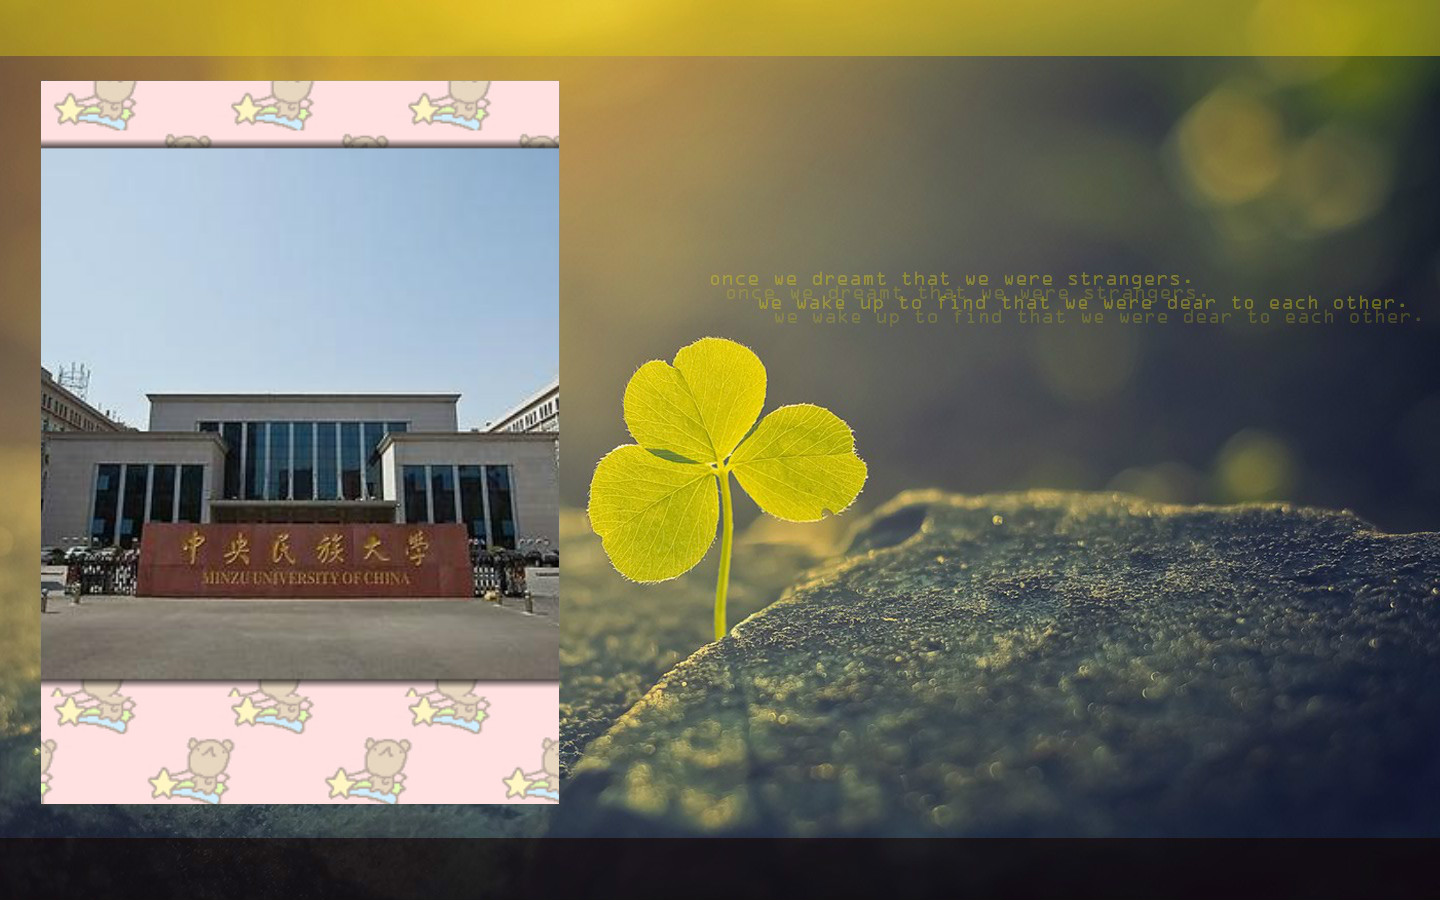 中央民族大学
MINZU UNIVERSITY OF CHINA
once we dreamt that we were strangers.
once we dreamt that we were strangers.
we wake up to find that we were dear to each other.
we wake up to find that we were dear to each other.